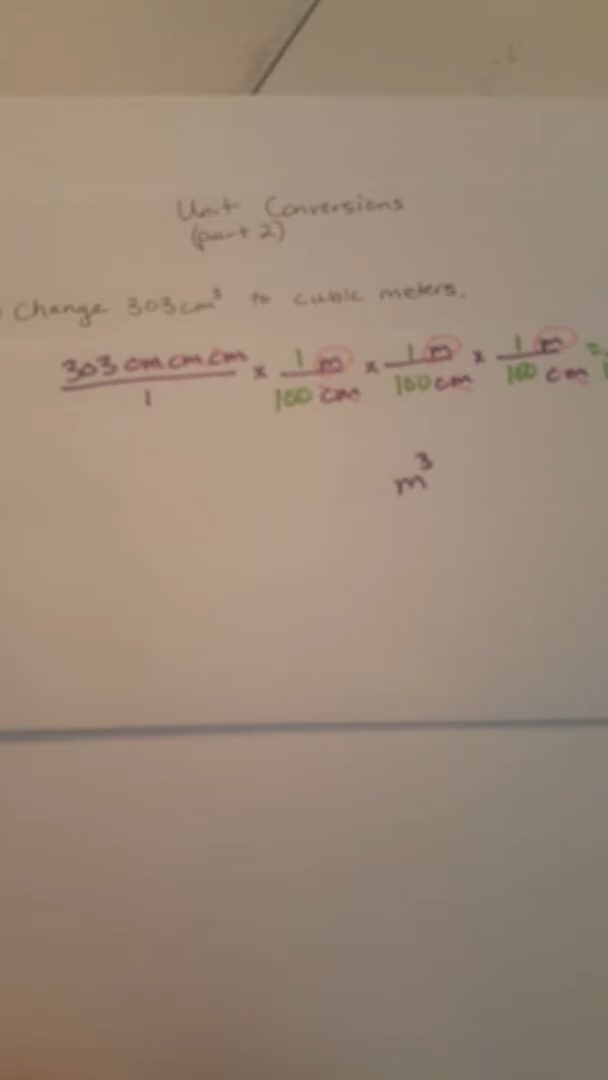 Unit Conversions
(part 2)
Change 303cm³ to cubic meters.
303 cm cm cm / 1 x 1 m / 100 cm x 1 m / 100 cm x 1 m / 100 cm =
m³